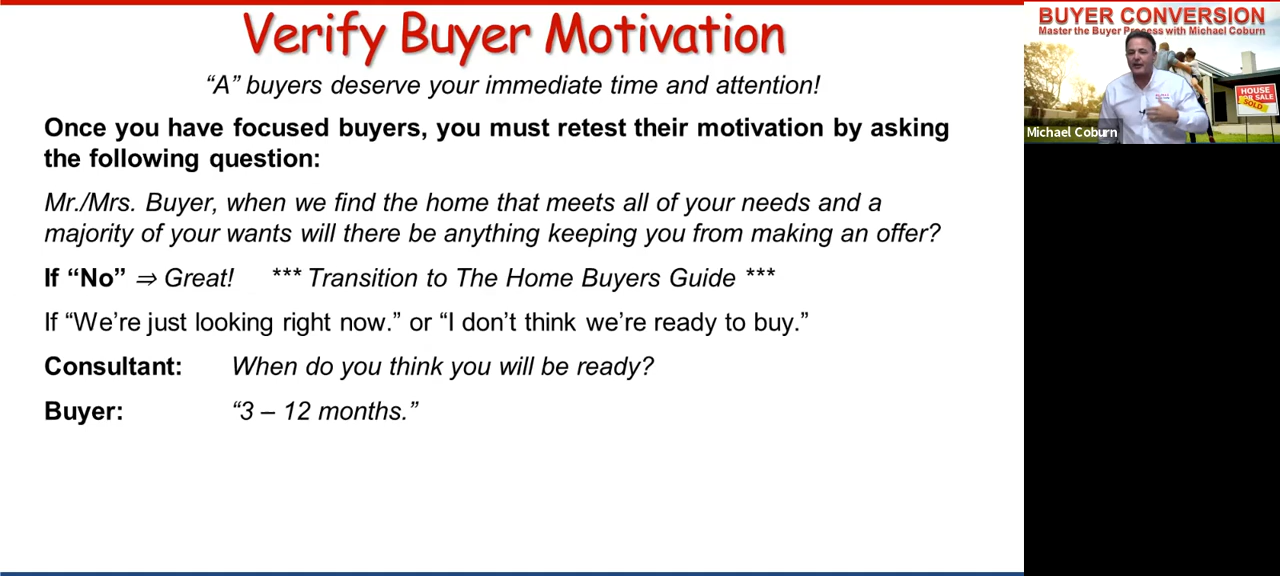 Verify Buyer Motivation
“A” buyers deserve your immediate time and attention!
Once you have focused buyers, you must retest their motivation by asking
the following question:
Mr./Mrs. Buyer, when we find the home that meets all of your needs and a
majority of your wants will there be anything keeping you from making an offer?
If “No” ⇒ Great! *** Transition to The Home Buyers Guide ***
If “We’re just looking right now.” or “I don’t think we’re ready to buy.”
Consultant: When do you think you will be ready?
Buyer: “3 – 12 months.”
BUYER CONVERSION
Master the Buyer Process with Michael Coburn
HOUSE
FOR SALE
SOLD
Michael Coburn